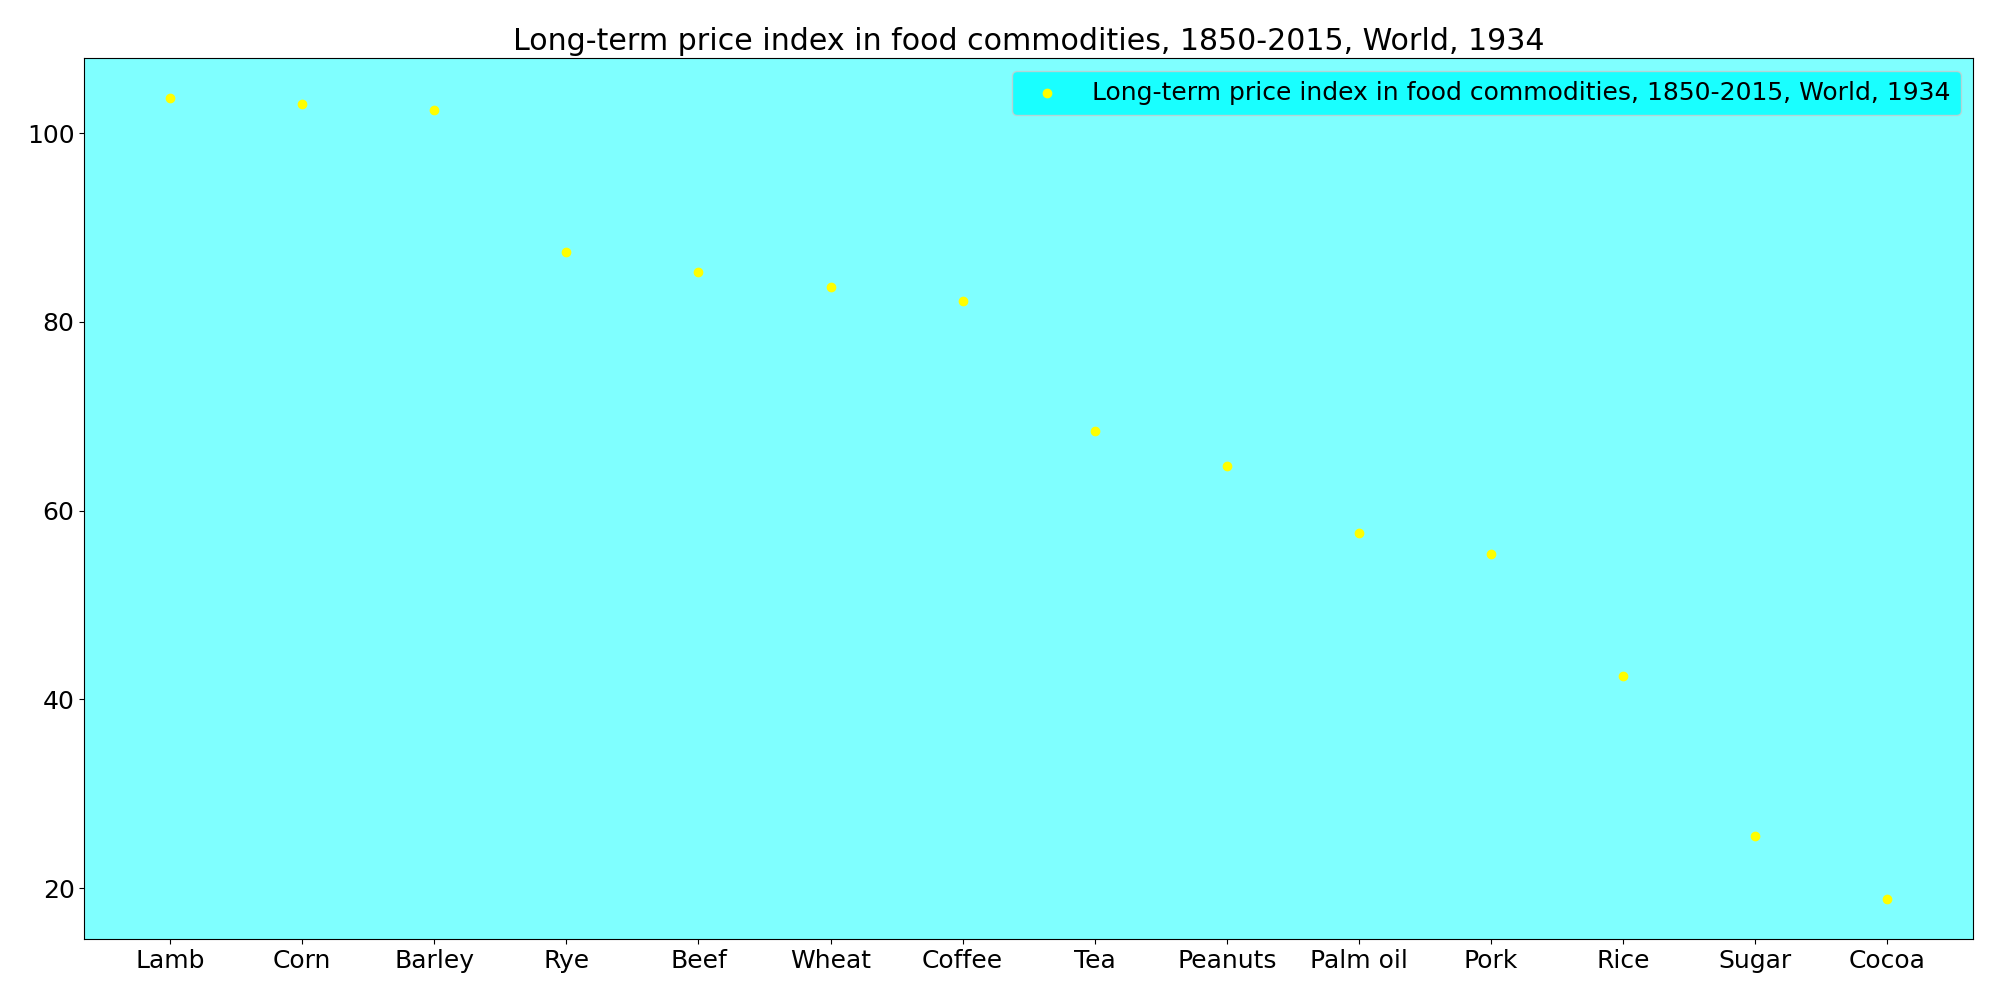 Long-term price index in food commodities, 1850-2015, World, 1934
Long-term price index in food commodities, 1850-2015, World, 1934
100
80
60
40
20
Lamb Corn Barley Rye Beef Wheat Coffee Tea Peanuts Palm oil Pork Rice Sugar Cocoa